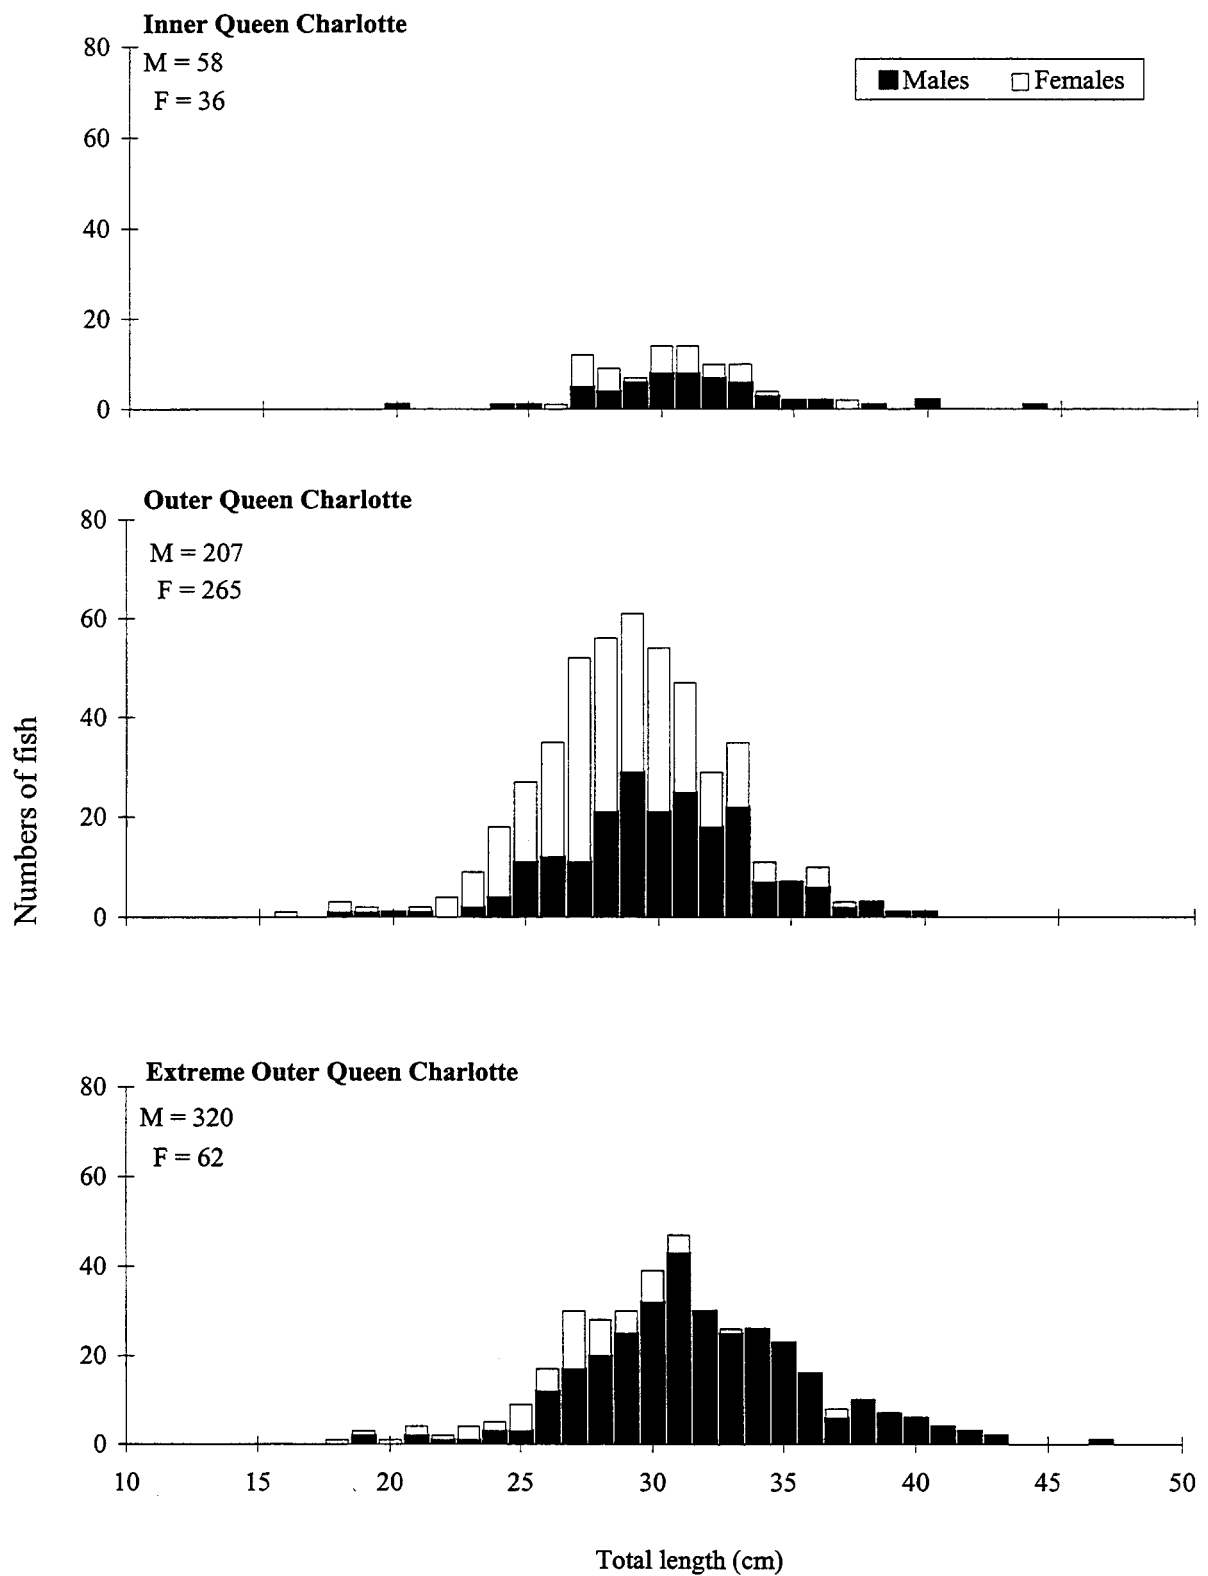 Inner Queen Charlotte
80
M = 58
F = 36
Males Females
60
40
20
0
Outer Queen Charlotte
80
M = 207
F = 265
60
40
20
0
Numbers of fish
Extreme Outer Queen Charlotte
80
M = 320
F = 62
60
40
20
0
10 15 20 25 30 35 40 45 50
Total length (cm)